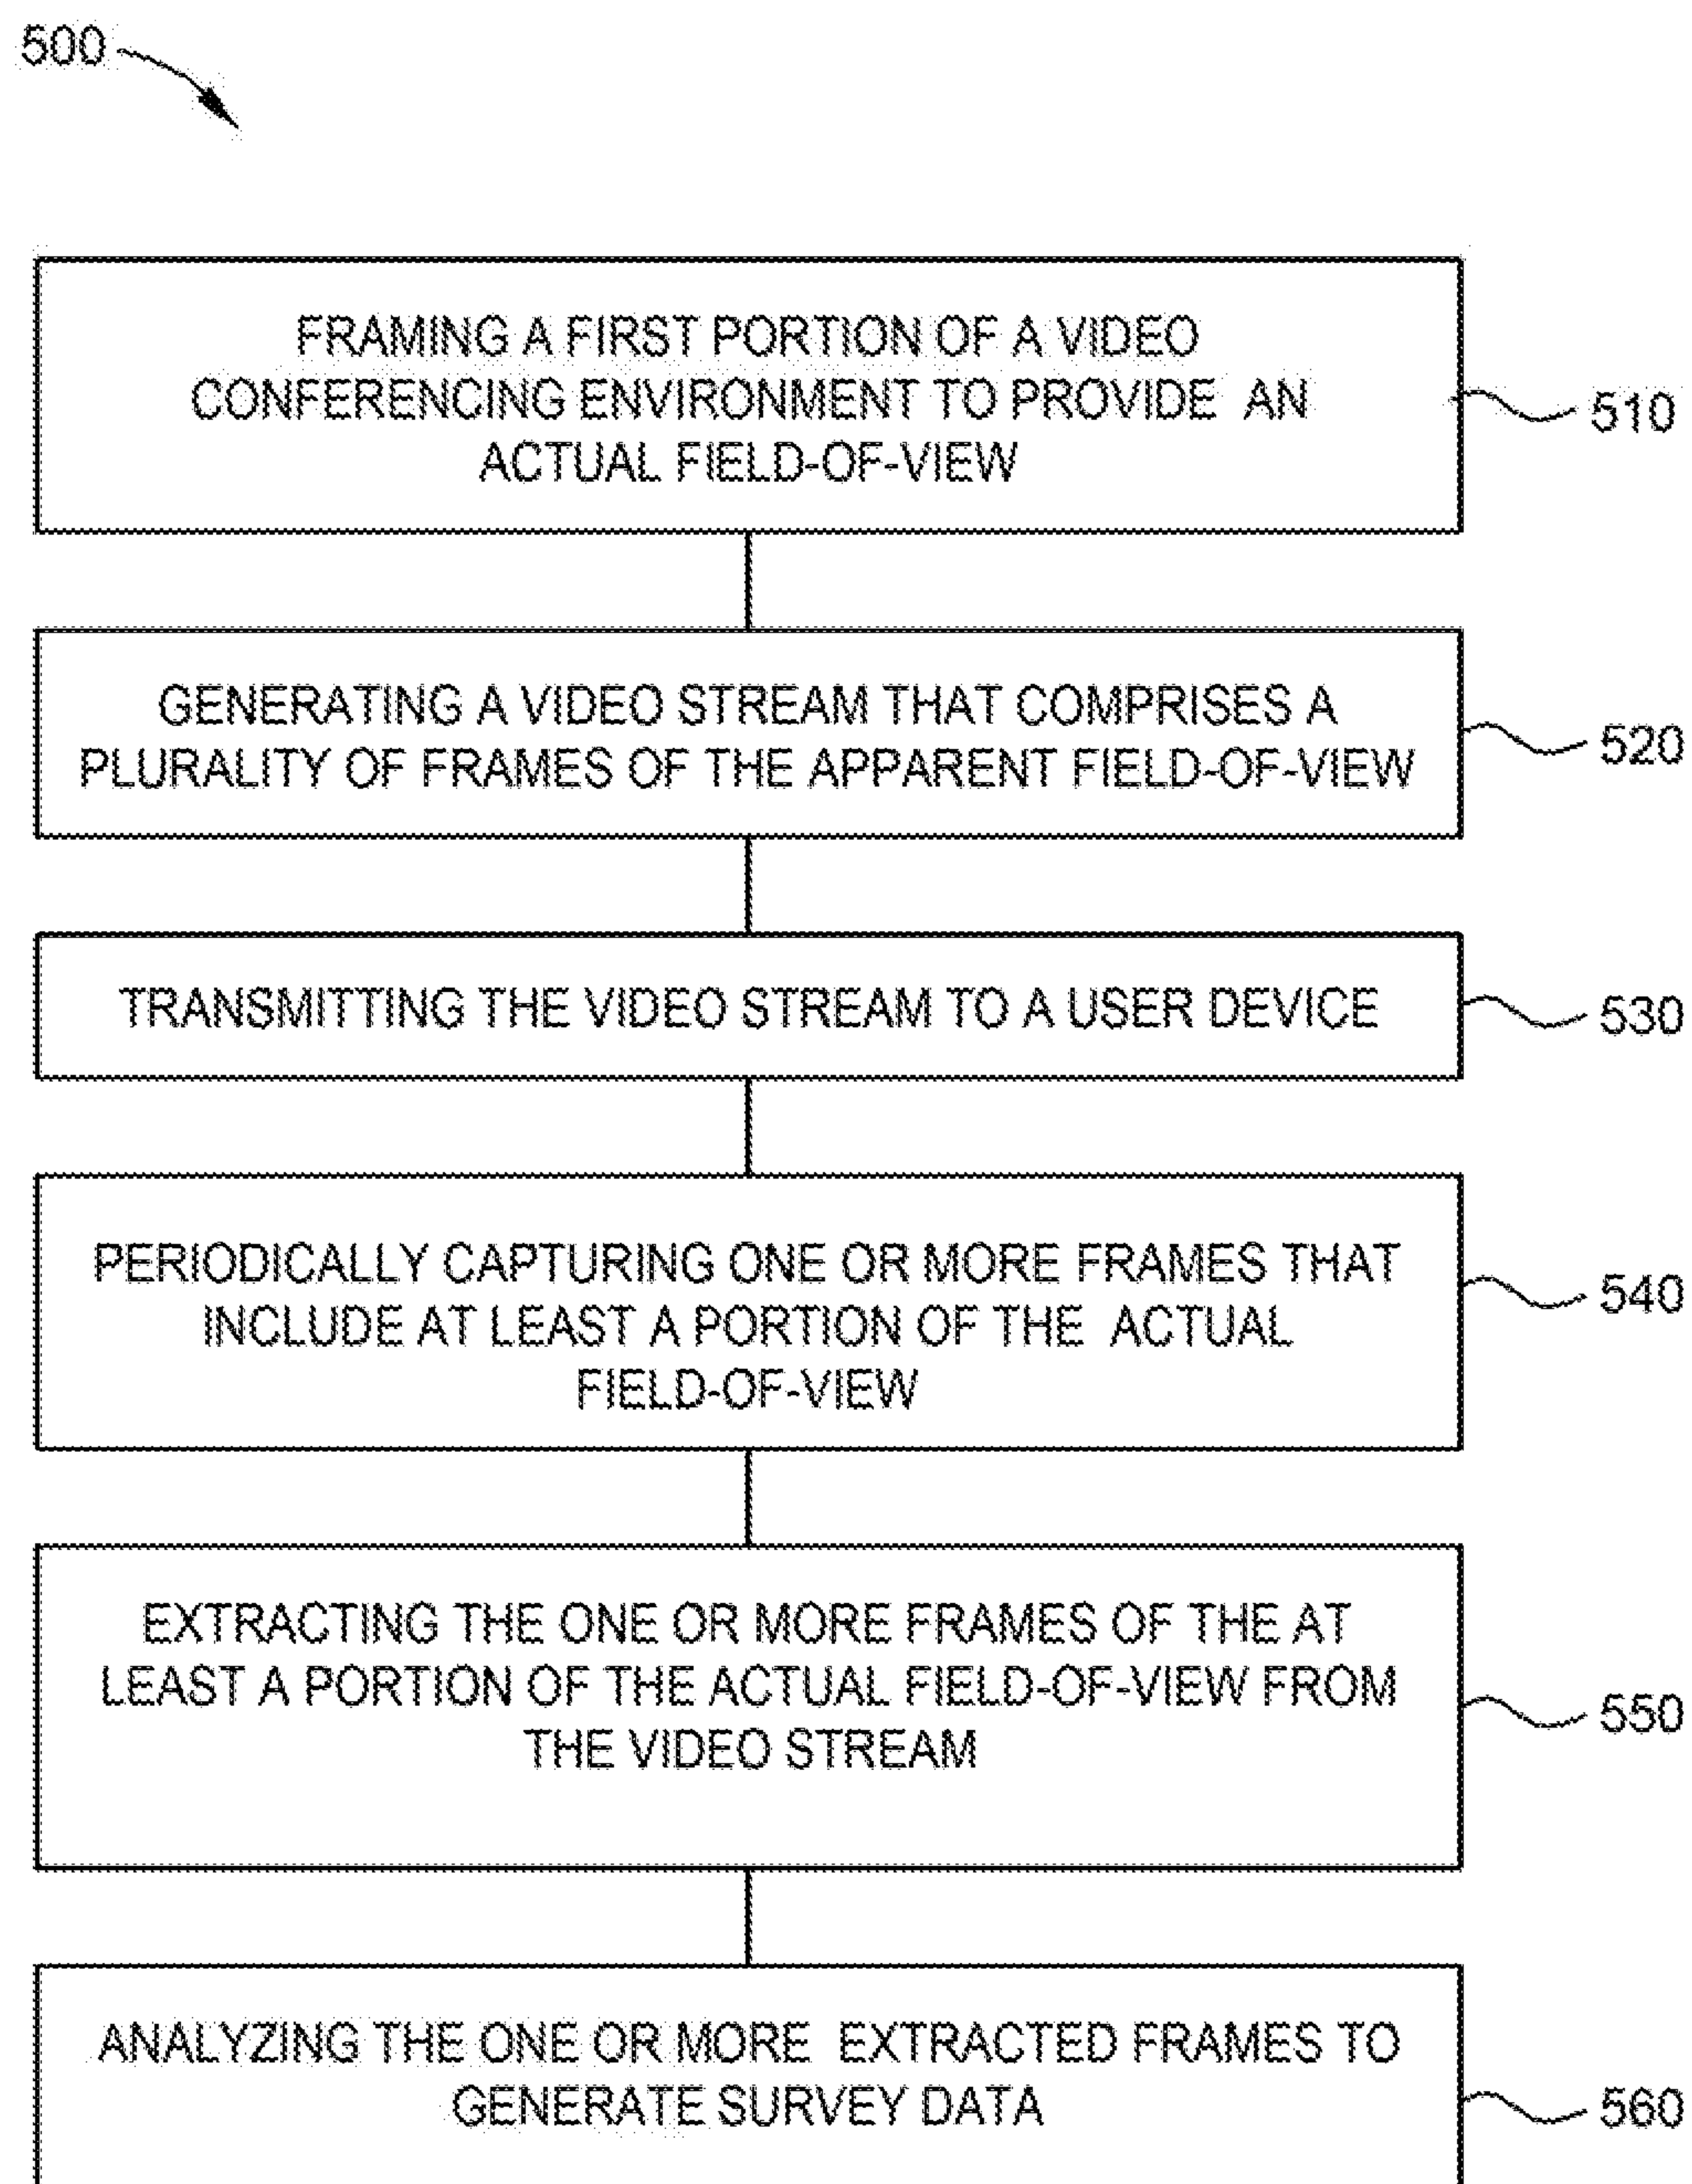 500
FRAMING A FIRST PORTION OF A VIDEO
CONFERENCING ENVIRONMENT TO PROVIDE AN
ACTUAL FIELD-OF-VIEW
510
GENERATING A VIDEO STREAM THAT COMPRISES A
PLURALITY OF FRAMES OF THE APPARENT FIELD-OF-VIEW
520
TRANSMITTING THE VIDEO STREAM TO A USER DEVICE
530
PERIODICALLY CAPTURING ONE OR MORE FRAMES THAT
INCLUDE AT LEAST A PORTION OF THE ACTUAL
FIELD-OF-VIEW
540
EXTRACTING THE ONE OR MORE FRAMES OF THE AT
LEAST A PORTION OF THE ACTUAL FIELD-OF-VIEW FROM
THE VIDEO STREAM
550
ANALYZING THE ONE OR MORE EXTRACTED FRAMES TO
GENERATE SURVEY DATA
560